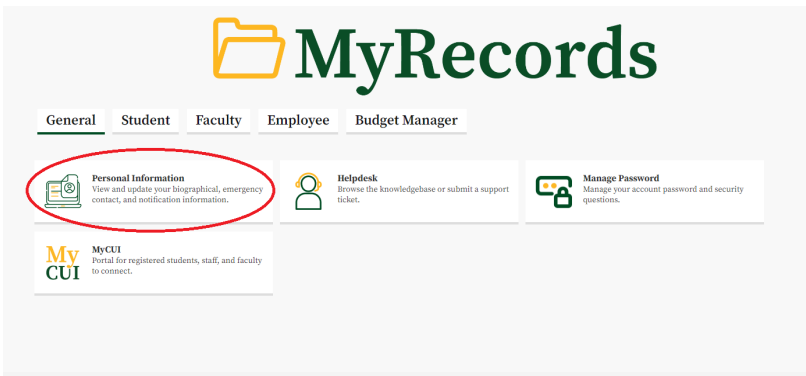 MyRecords
General Student Faculty Employee Budget Manager
Personal Information
View and update your biographical, emergency
contact, and notification information.
Helpdesk
Browse the knowledgebase or submit a support
ticket.
Manage Password
Manage your account password and security
questions.
My
CUI
MyCUI
Portal for registered students, staff, and faculty
to connect.